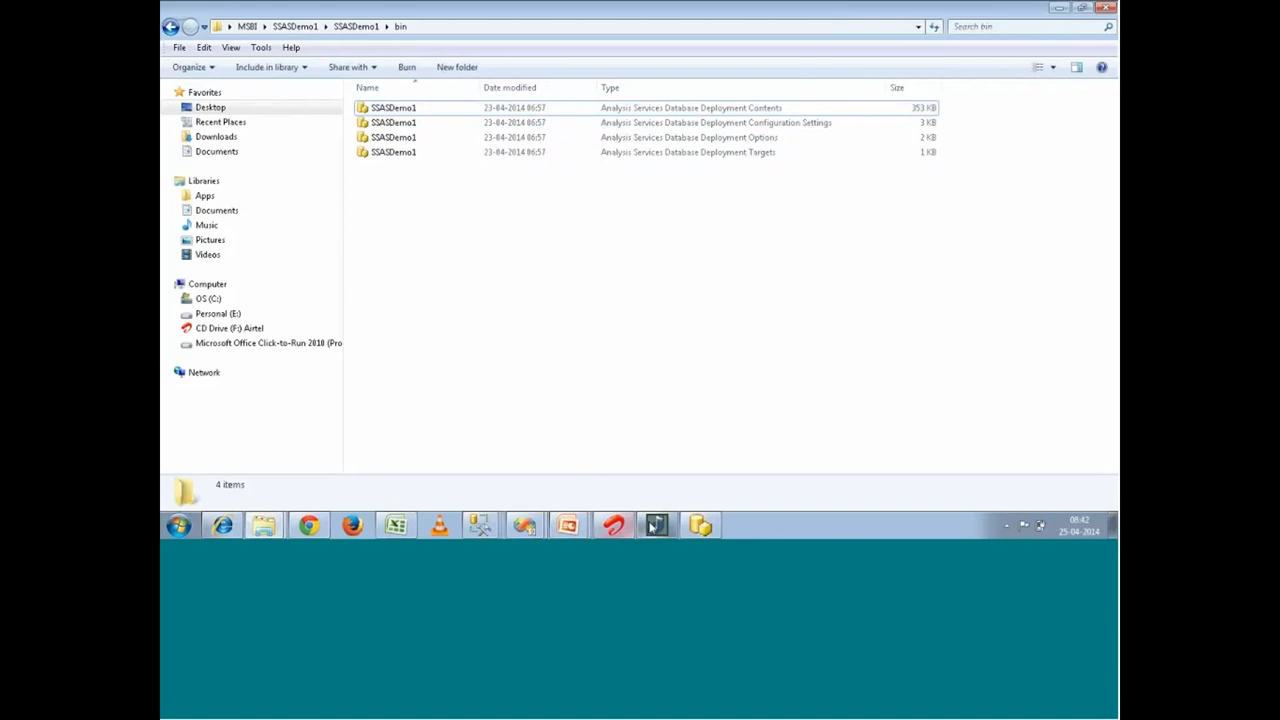 MSBI SSASDemo1 SSASDemo1 bin
Search bin
File Edit View Tools Help
Organize Include in library Share with Burn New folder
Name Date modified Type Size
Favorites
Desktop
Recent Places
Downloads
Documents
Libraries
Apps
Documents
Music
Pictures
Videos
Computer
OS (C:)
Personal (E:)
CD Drive (F:) Airtel
Microsoft Office Click-to-Run 2010 (Pro
Network
SSASDemo1 23-04-2014 06:57 Analysis Services Database Deployment Contents 353 KB
SSASDemo1 23-04-2014 06:57 Analysis Services Database Deployment Configuration Settings 3 KB
SSASDemo1 23-04-2014 06:57 Analysis Services Database Deployment Options 2 KB
SSASDemo1 23-04-2014 06:57 Analysis Services Database Deployment Targets 1 KB
4 items
08:42
25-04-2014